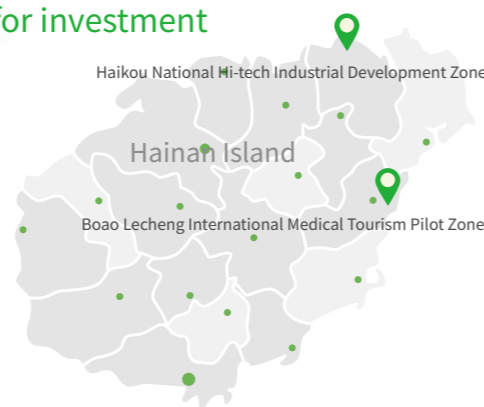 for investment
Haikou National Hi-tech Industrial Development Zone
Hainan Island
Boao Lecheng International Medical Tourism Pilot Zone